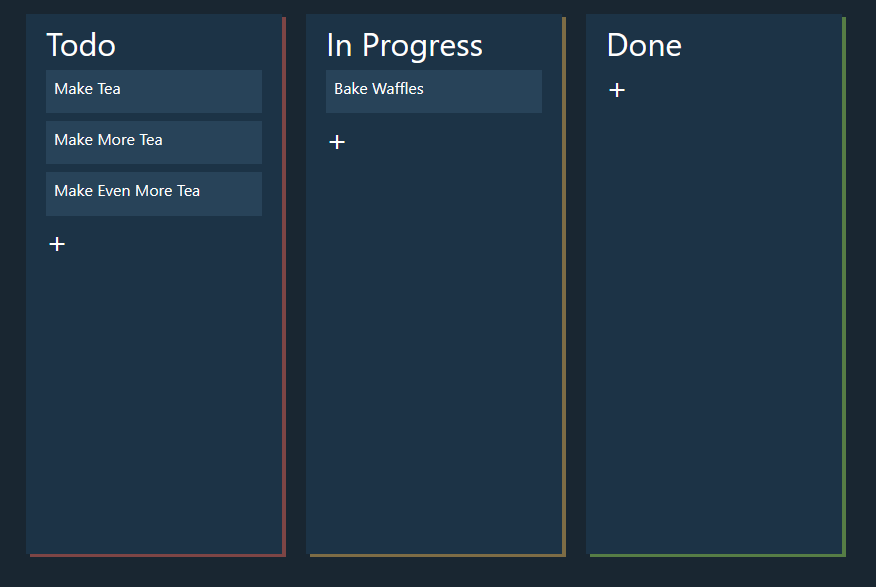 Todo
Make Tea
Make More Tea
Make Even More Tea
+
In Progress
Bake Waffles
+
Done
+